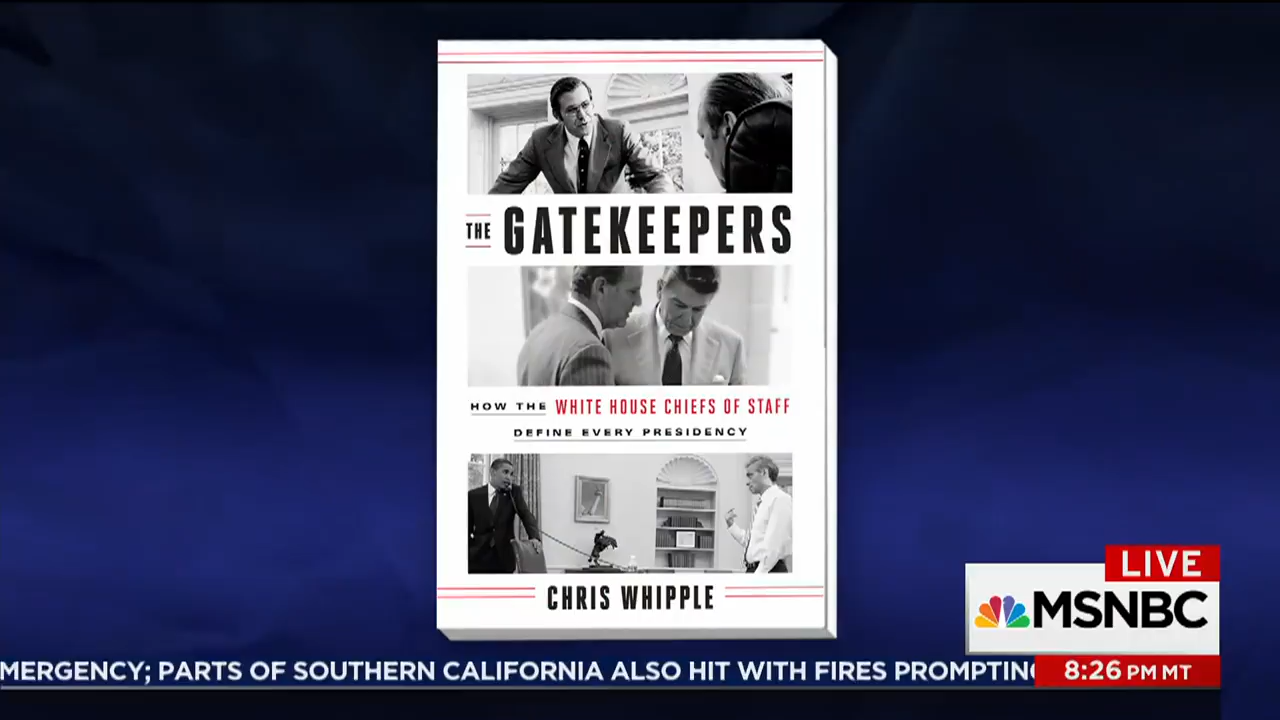 THE GATEKEEPERS
HOW THE WHITE HOUSE CHIEFS OF STAFF
DEFINE EVERY PRESIDENCY
CHRIS WHIPPLE
LIVE
MSNBC
MERGENCY; PARTS OF SOUTHERN CALIFORNIA ALSO HIT WITH FIRES PROMPTING
8:26 PM MT